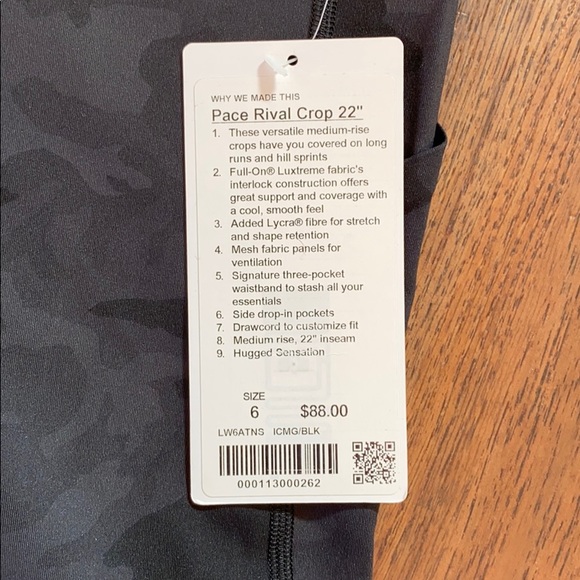 WHY WE MADE THIS
Pace Rival Crop 22"
1. These versatile medium-rise
crops have you covered on long
runs and hill sprints
2. Full-On® Luxtreme fabric's
interlock construction offers
great support and coverage with
a cool, smooth feel
3. Added Lycra® fibre for stretch
and shape retention
4. Mesh fabric panels for
ventilation
5. Signature three-pocket
waistband to stash all your
essentials
6. Side drop-in pockets
7. Drawcord to customize fit
8. Medium rise, 22" inseam
9. Hugged Sensation
SIZE
6 $88.00
LW6ATNS ICMG/BLK
000113000262